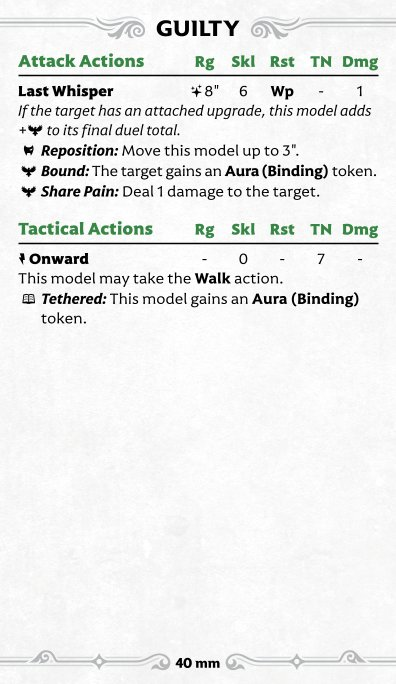 GUILTY
Attack Actions Rg Skl Rst TN Dmg
Last Whisper 8" 6 Wp - 1
If the target has an attached upgrade, this model adds
+ to its final duel total.
Reposition: Move this model up to 3".
Bound: The target gains an Aura (Binding) token.
Share Pain: Deal 1 damage to the target.
Tactical Actions Rg Skl Rst TN Dmg
Onward - 0 - 7 -
This model may take the Walk action.
Tethered: This model gains an Aura (Binding)
token.
40 mm